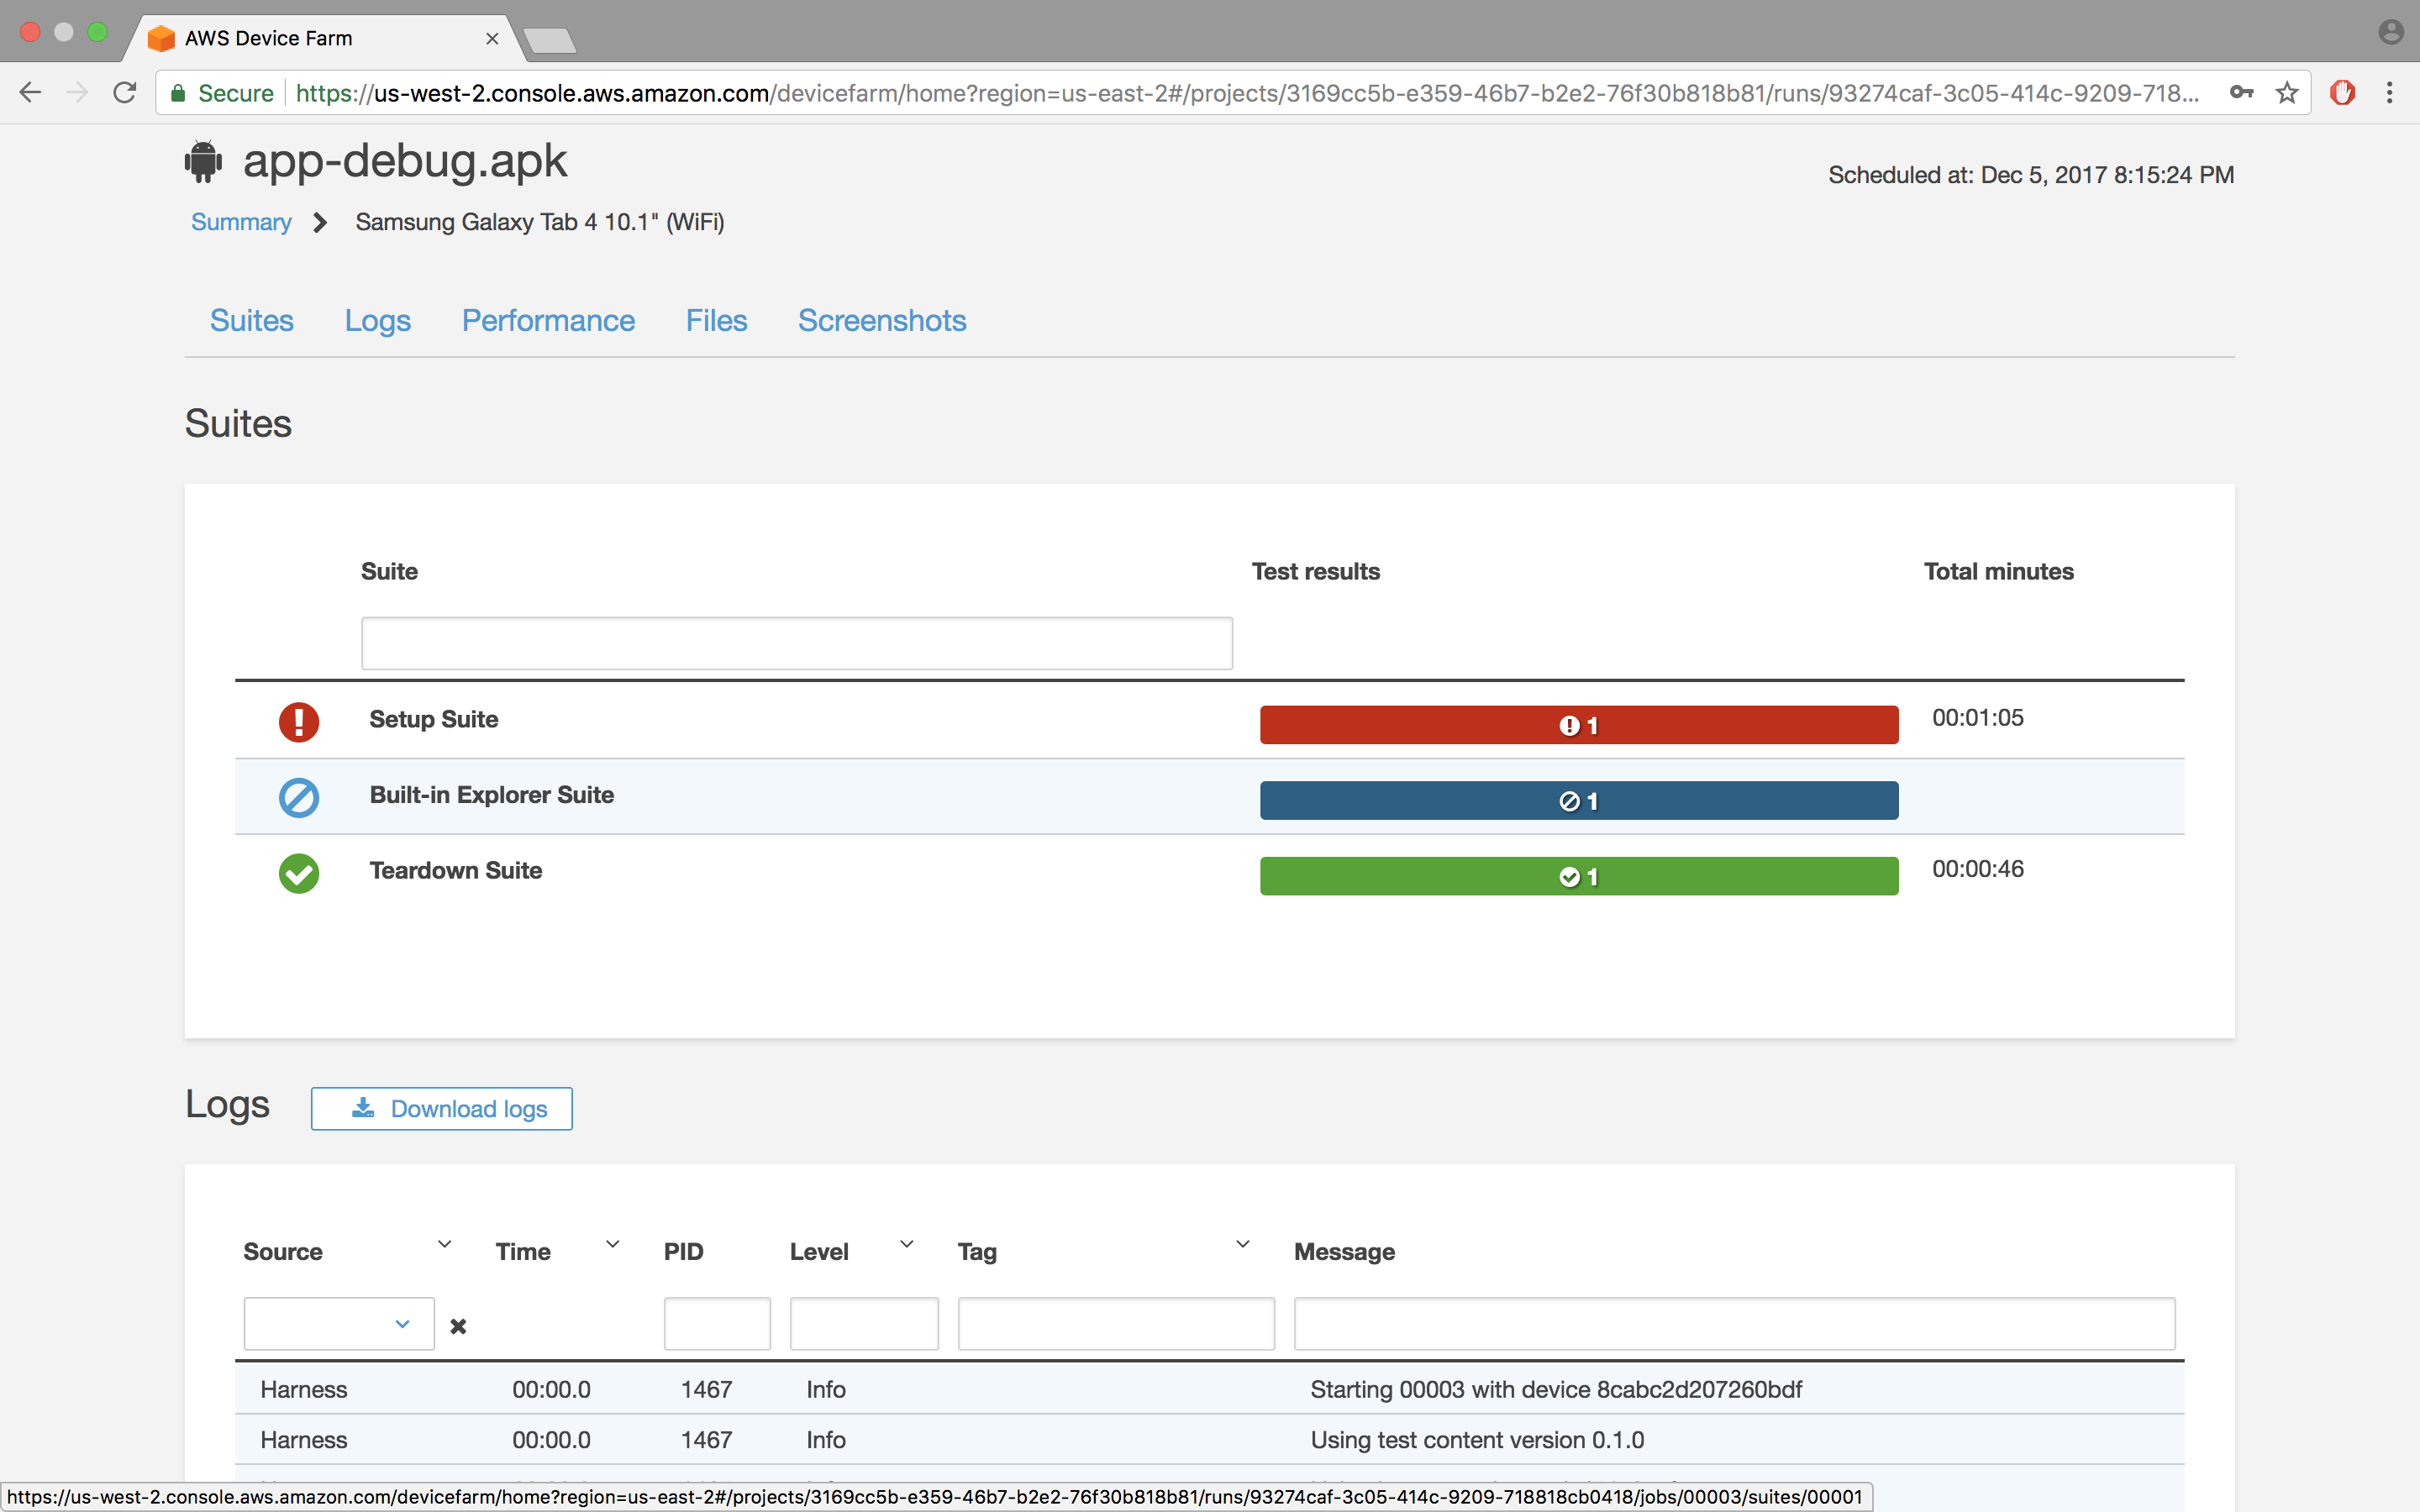 AWS Device Farm
Secure https://us-west-2.console.aws.amazon.com/devicefarm/home?region=us-east-2#/projects/3169cc5b-e359-46b7-b2e2-76f30b818b81/runs/93274caf-3c05-414c-9209-718...
app-debug.apk
Scheduled at: Dec 5, 2017 8:15:24 PM
Summary Samsung Galaxy Tab 4 10.1" (WiFi)
Suites Logs Performance Files Screenshots
Suites
Suite Test results Total minutes
Setup Suite 1 00:01:05
Built-in Explorer Suite 1
Teardown Suite 1 00:00:46
Logs Download logs
Source Time PID Level Tag Message
Harness 00:00.0 1467 Info Starting 00003 with device 8cabc2d207260bdf
Harness 00:00.0 1467 Info Using test content version 0.1.0
https://us-west-2.console.aws.amazon.com/devicefarm/home?region=us-east-2#/projects/3169cc5b-e359-46b7-b2e2-76f30b818b81/runs/93274caf-3c05-414c-9209-718818cb0418/jobs/00003/suites/00001